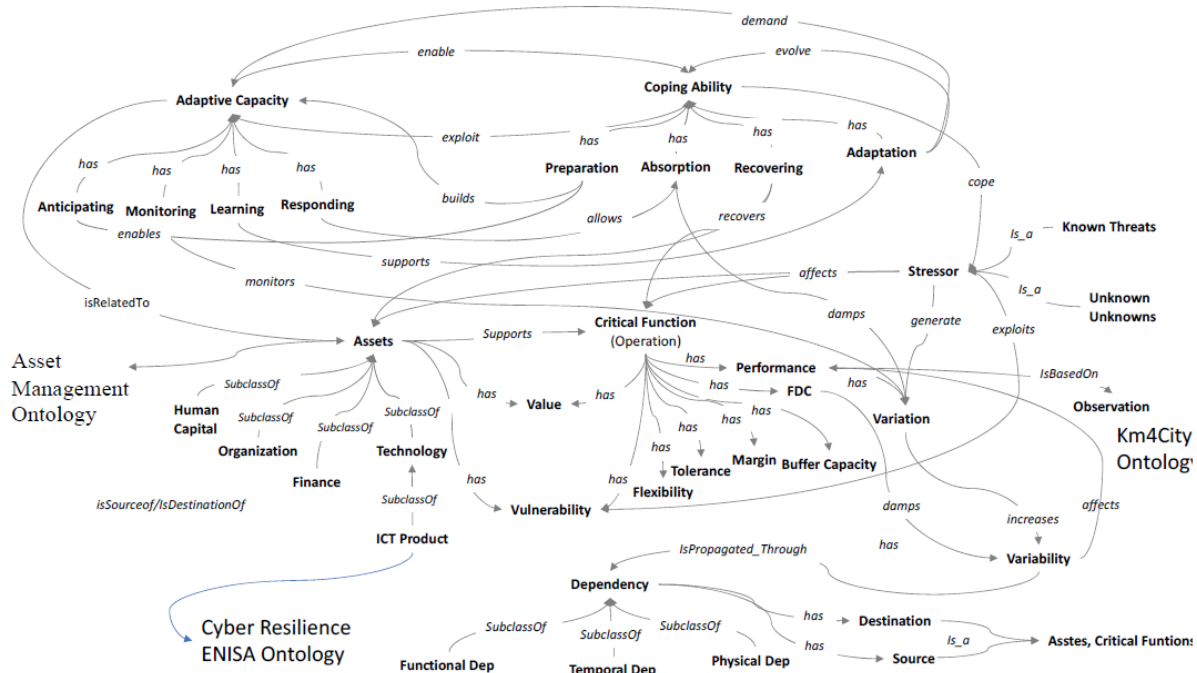 demand
enable
evolve
Adaptive Capacity
Coping Ability
exploit
has
has
has
has
Adaptation
has
has
has
has
Preparation
Absorption
Recovering
cope
Anticipating
Monitoring
Learning
Responding
builds
allows
recovers
enables
Is_a
Known Threats
supports
monitors
affects
Stressor
isRelatedTo
Is_a
Unknown
Unknowns
damps
generate
exploits
Assets
Supports
Critical Function
(Operation)
Asset
Management
Ontology
has
Performance
IsBasedOn
SubclassOf
SubclassOf
has
FDC
has
Human
Capital
SubclassOf
SubclassOf
has
Value
has
has
Variation
Observation
Organization
Technology
has
has
Km4City
Ontology
Finance
has
Tolerance
Margin
Buffer Capacity
Flexibility
isSourceof/IsDestinationOf
SubclassOf
has
has
Vulnerability
damps
affects
ICT Product
increases
has
Variability
IsPropagated_Through
Dependency
Cyber Resilience
ENISA Ontology
SubclassOf
SubclassOf
SubclassOf
has
Destination
Is_a
Asstes, Critical Funtions
has
Source
Functional Dep
Temporal Dep
Physical Dep